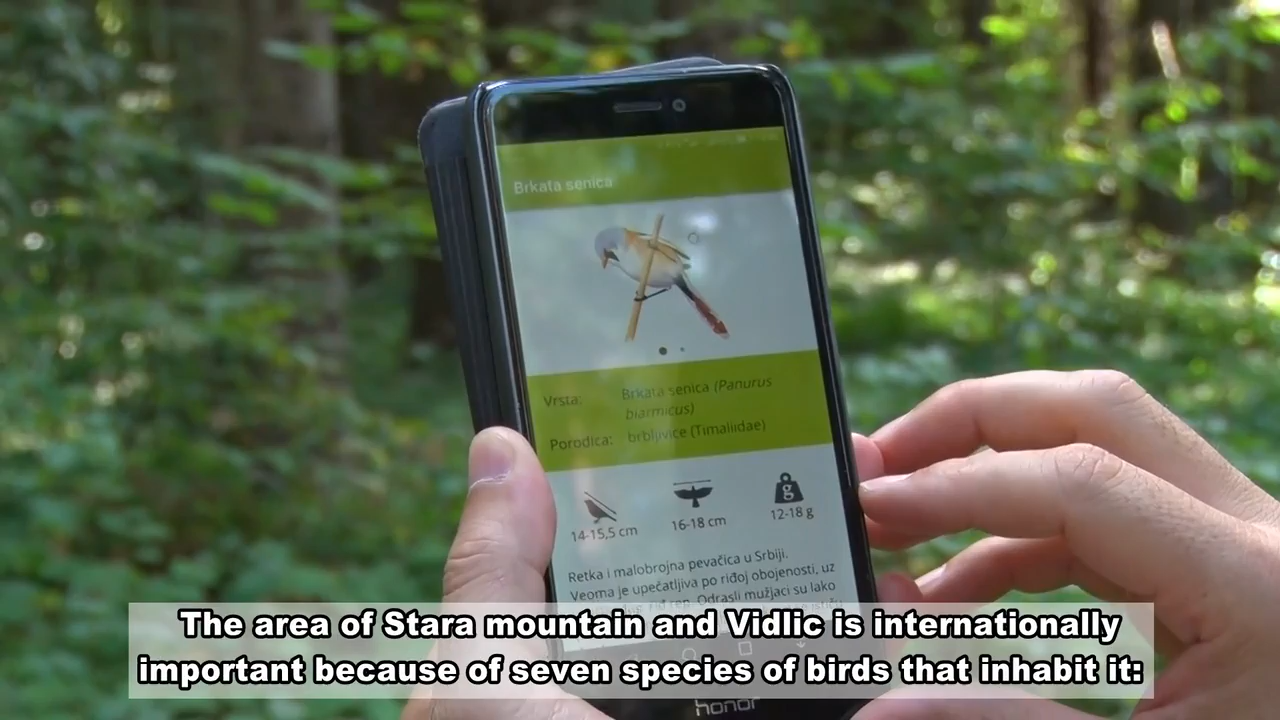 Brkata senica
Vrsta: Brkata senica (Panurus
biarmicus)
Porodica: brbljivice (Timaliidae)
14-15,5 cm
16-18 cm
g
12-18 g
Retka i malobrojna pevačica u Srbiji.
Veoma je upečatljiva po riđoj obojenosti, uz
rep. Odrasli mužjaci su lako
The area of Stara mountain and Vidlic is internationally
important because of seven species of birds that inhabit it:
honor